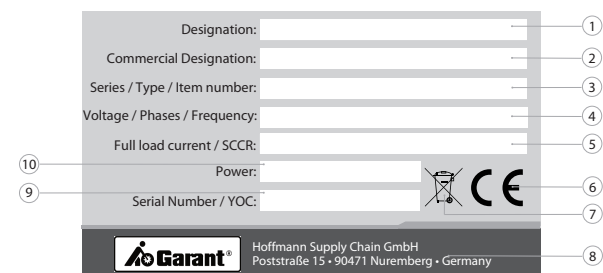 Designation:
1
Commercial Designation:
2
Series / Type / Item number:
3
Voltage / Phases / Frequency:
4
Full load current / SCCR:
5
10
Power:
9
Serial Number / YOC:
CE
6
7
Garant®
Hoffmann Supply Chain GmbH
Poststraße 15 • 90471 Nuremberg • Germany
8